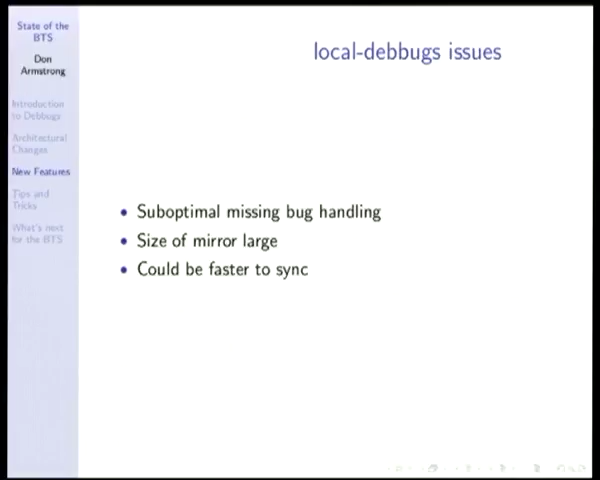 State of the
BTS
Don
Armstrong
Introduction
to Debbugs
Architectural
Changes
New Features
Tips and
Tricks
What's next
for the BTS
local-debbugs issues
• Suboptimal missing bug handling
• Size of mirror large
• Could be faster to sync